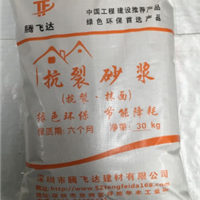 中国工程建设推荐产品
绿色环保首选产品
腾飞达
抗裂砂浆
(抗裂·抹面)
绿色环保 节能降耗
保质期:六个月 净重:30kg
深圳市腾飞达建材有限公司